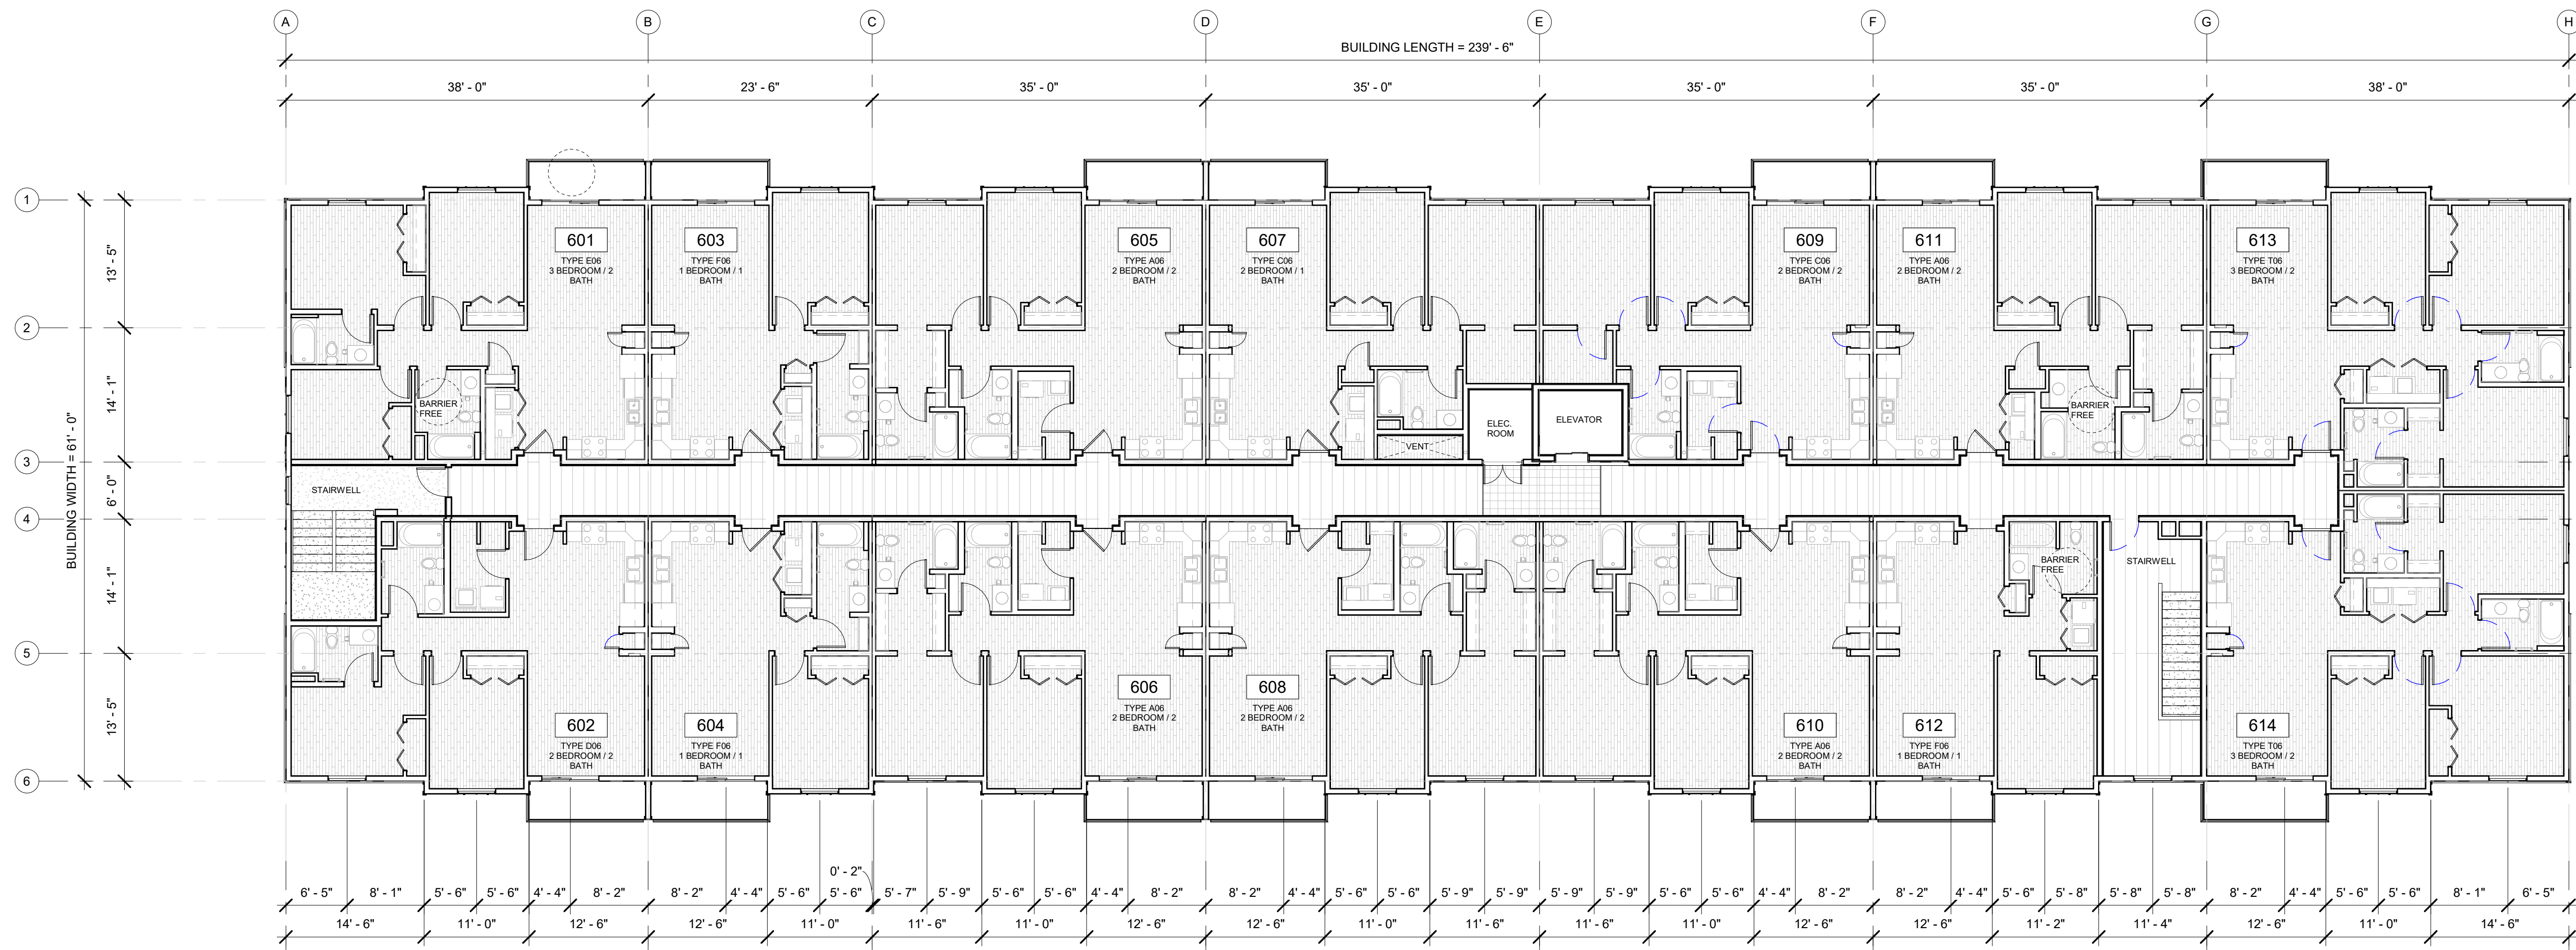 A B C D E F G H
BUILDING LENGTH = 239' - 6"
38' - 0" 23' - 6" 35' - 0" 35' - 0" 35' - 0" 35' - 0" 38' - 0"
1
2
3
4
5
6
BUILDING WIDTH = 61' - 0"
13' - 5"
14' - 1"
6' - 0"
14' - 1"
13' - 5"
601
TYPE E06
3 BEDROOM / 2
BATH
603
TYPE F06
1 BEDROOM / 1
BATH
605
TYPE A06
2 BEDROOM / 2
BATH
607
TYPE C06
2 BEDROOM / 1
BATH
609
TYPE C06
2 BEDROOM / 2
BATH
611
TYPE A06
2 BEDROOM / 2
BATH
613
TYPE T06
3 BEDROOM / 2
BATH
BARRIER
FREE
VENT
ELEC.
ROOM
ELEVATOR
BARRIER
FREE
STAIRWELL
BARRIER
FREE
STAIRWELL
602
TYPE D06
2 BEDROOM / 2
BATH
604
TYPE F06
1 BEDROOM / 1
BATH
606
TYPE A06
2 BEDROOM / 2
BATH
608
TYPE A06
2 BEDROOM / 2
BATH
610
TYPE A06
2 BEDROOM / 2
BATH
612
TYPE F06
1 BEDROOM / 1
BATH
614
TYPE T06
3 BEDROOM / 2
BATH
0' - 2"
6' - 5" 8' - 1" 5' - 6" 5' - 6" 4' - 4" 8' - 2" 8' - 2" 4' - 4" 5' - 6" 5' - 6" 5' - 7" 5' - 9" 5' - 6" 5' - 6" 4' - 4" 8' - 2" 8' - 2" 4' - 4" 5' - 6" 5' - 6" 5' - 9" 5' - 9" 5' - 9" 5' - 9" 5' - 6" 5' - 6" 4' - 4" 8' - 2" 8' - 2" 4' - 4" 5' - 6" 5' - 8" 5' - 8" 5' - 8" 8' - 2" 4' - 4" 5' - 6" 5' - 6" 8' - 1" 6' - 5"
14' - 6" 11' - 0" 12' - 6" 12' - 6" 11' - 0" 11' - 6" 11' - 0" 12' - 6" 12' - 6" 11' - 0" 11' - 6" 11' - 6" 11' - 0" 12' - 6" 12' - 6" 11' - 2" 11' - 4" 12' - 6" 11' - 0" 14' - 6"